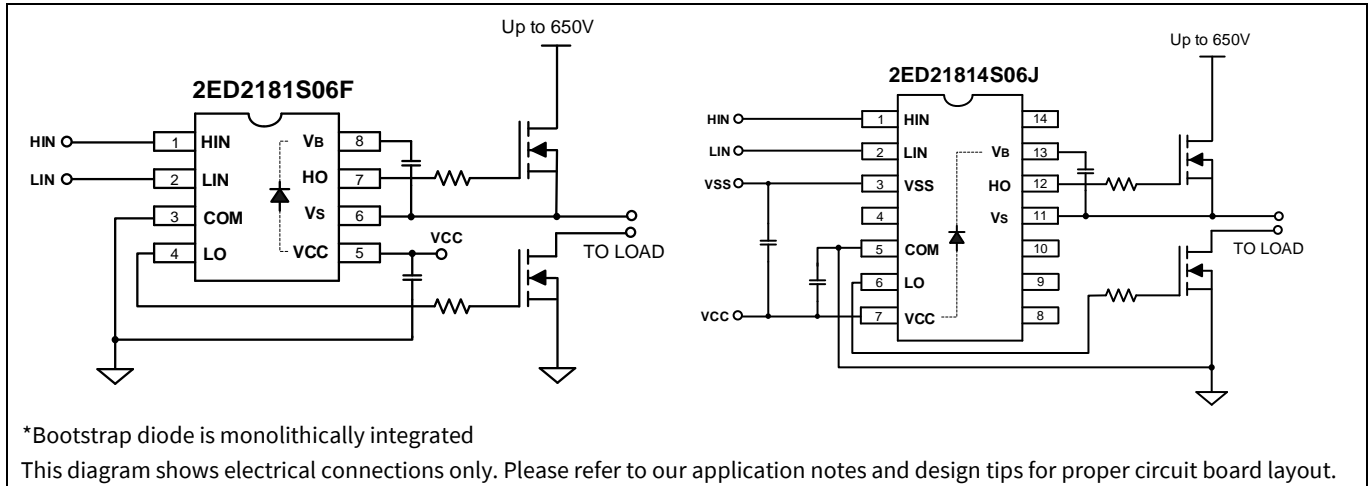 Up to 650V
2ED2181S06F
HIN
LIN
1 HIN
2 LIN
3 COM
4 LO
VB 8
HO 7
VS 6
VCC 5
VCC
TO LOAD
Up to 650V
2ED21814S06J
HIN
LIN
VSS
VCC
1 HIN
2 LIN
3 VSS
4
5 COM
6 LO
7 VCC
14
VB 13
HO 12
VS 11
10
9
8
TO LOAD
*Bootstrap diode is monolithically integrated
This diagram shows electrical connections only. Please refer to our application notes and design tips for proper circuit board layout.